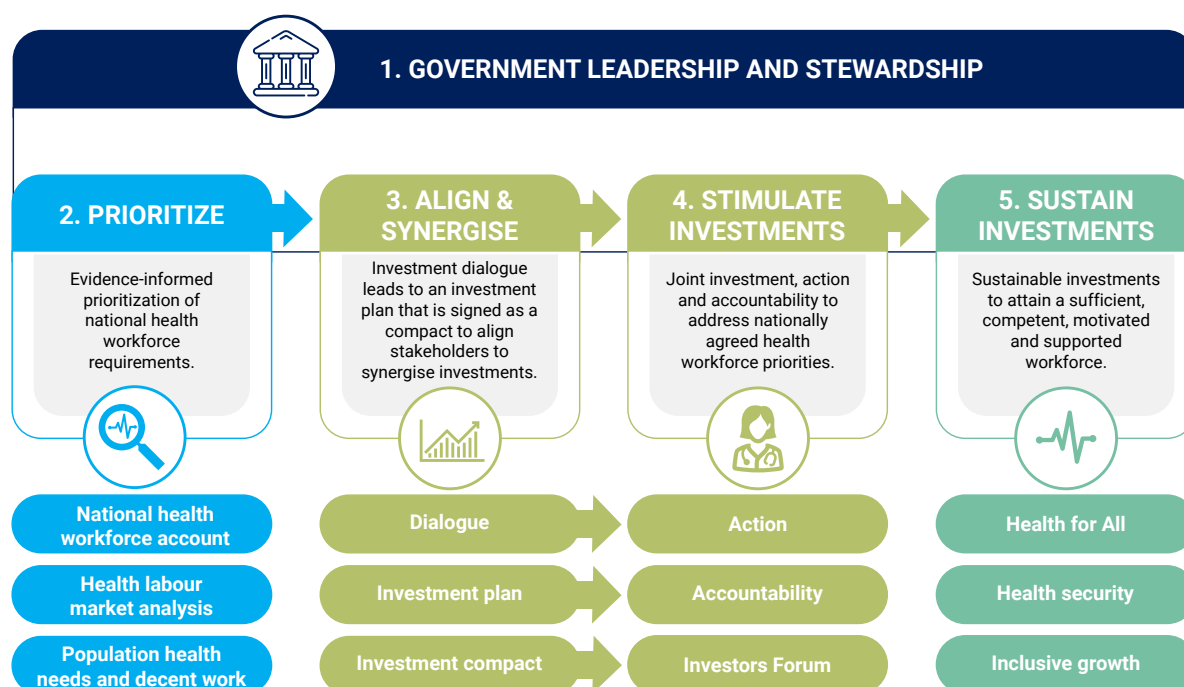 1. GOVERNMENT LEADERSHIP AND STEWARDSHIP
2. PRIORITIZE
Evidence-informed
prioritization of
national health
workforce
requirements.
National health
workforce account
Health labour
market analysis
Population health
needs and decent work
3. ALIGN &
SYNERGISE
Investment dialogue
leads to an investment
plan that is signed as a
compact to align
stakeholders to
synergise investments.
Dialogue
Investment plan
Investment compact
4. STIMULATE
INVESTMENTS
Joint investment, action
and accountability to
address nationally
agreed health
workforce priorities.
Action
Accountability
Investors Forum
5. SUSTAIN
INVESTMENTS
Sustainable investments
to attain a sufficient,
competent, motivated
and supported
workforce.
Health for All
Health security
Inclusive growth